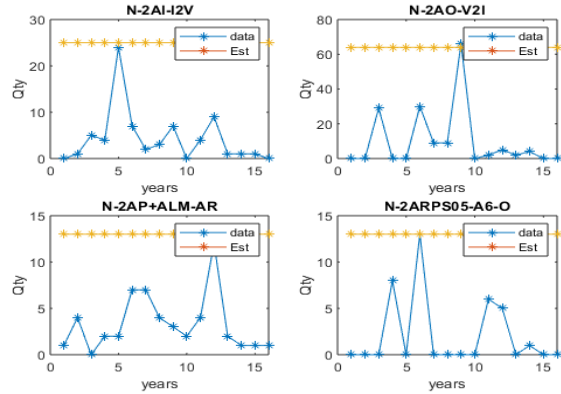 N-2AI-I2V
30
20
10
0
Qty
data
Est
0 5 10 15
years
N-2AO-V2I
80
60
40
20
0
Qty
data
Est
0 5 10 15
years
N-2AP+ALM-AR
15
10
5
0
Qty
data
Est
0 5 10 15
years
N-2ARPS05-A6-O
15
10
5
0
Qty
data
Est
0 5 10 15
years